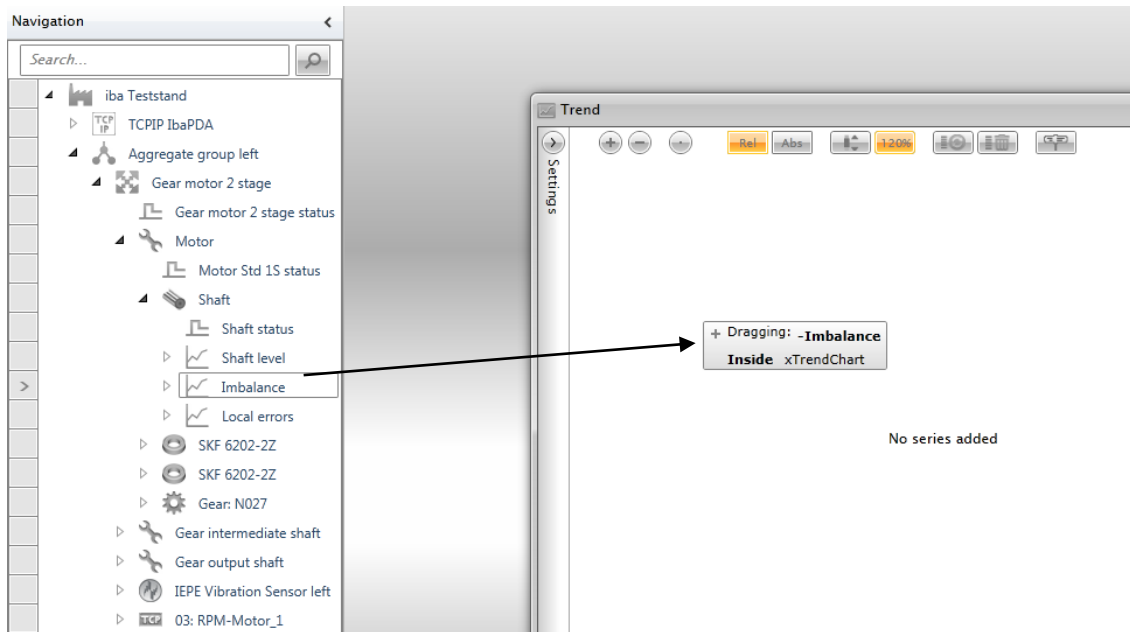 Navigation
Search...
iba Teststand
TCP IP
TCPIP IbaPDA
Aggregate group left
Gear motor 2 stage
Gear motor 2 stage status
Motor
Motor Std 1S status
Shaft
Shaft status
Shaft level
Imbalance
Local errors
SKF 6202-2Z
SKF 6202-2Z
Gear: N027
Gear intermediate shaft
Gear output shaft
IEPE Vibration Sensor left
TCP 03: RPM-Motor_1
Trend
Rel Abs 120%
Settings
+ Dragging: -Imbalance
Inside xTrendChart
No series added